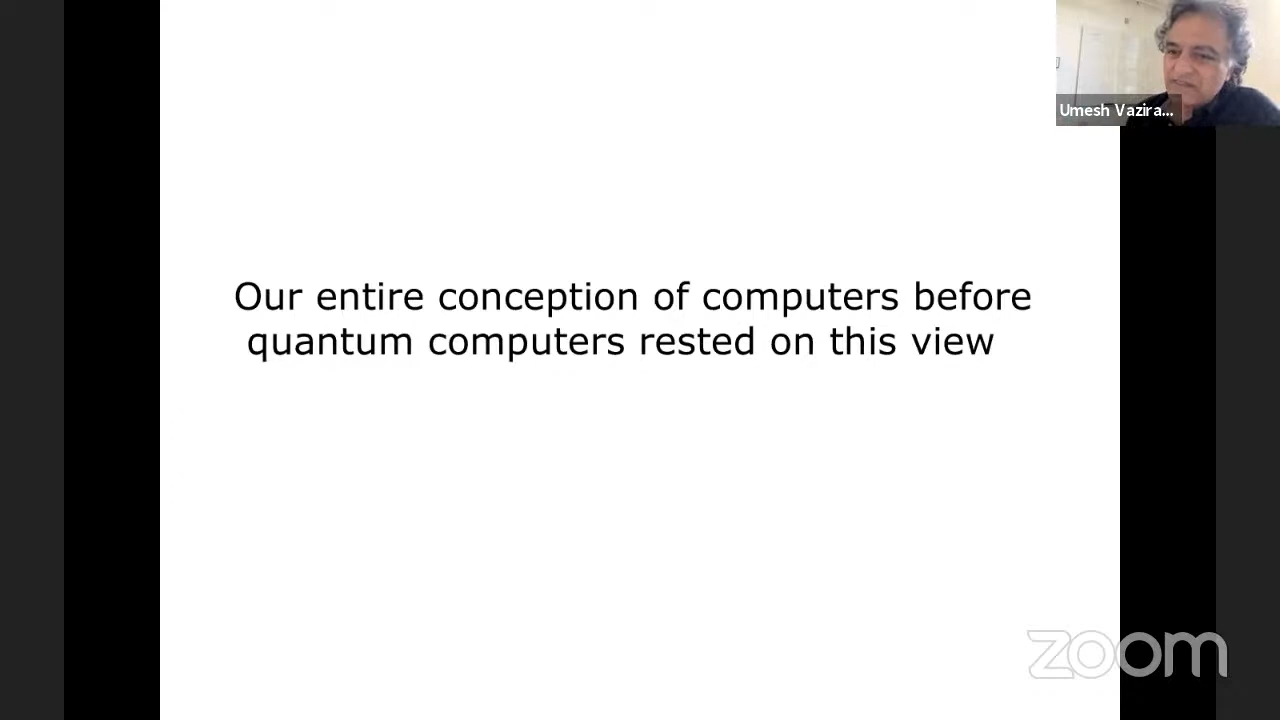 Umesh Vazira...
Our entire conception of computers before
quantum computers rested on this view
zoom